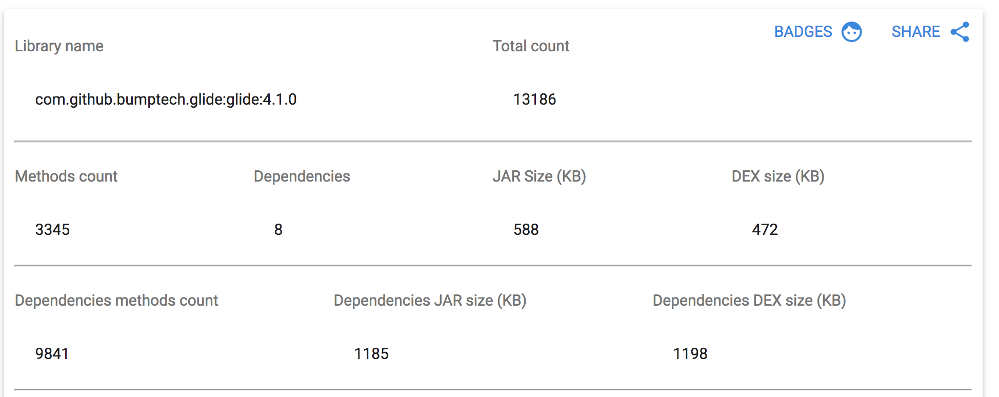 BADGES SHARE
Library name Total count
com.github.bumptech.glide:glide:4.1.0 13186
Methods count Dependencies JAR Size (KB) DEX size (KB)
3345 8 588 472
Dependencies methods count Dependencies JAR size (KB) Dependencies DEX size (KB)
9841 1185 1198